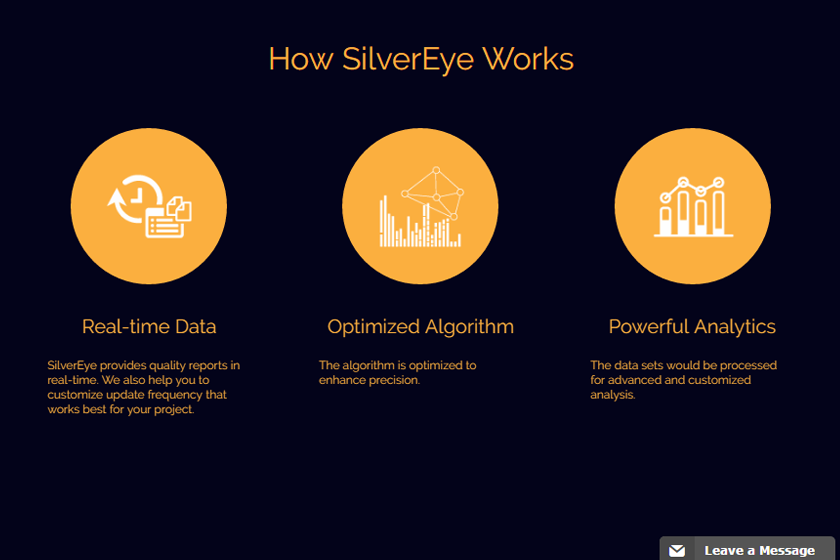 How SilverEye Works
Real-time Data
SilverEye provides quality reports in
real-time. We also help you to
customize update frequency that
works best for your project.
Optimized Algorithm
The algorithm is optimized to
enhance precision.
Powerful Analytics
The data sets would be processed
for advanced and customized
analysis.
Leave a Message